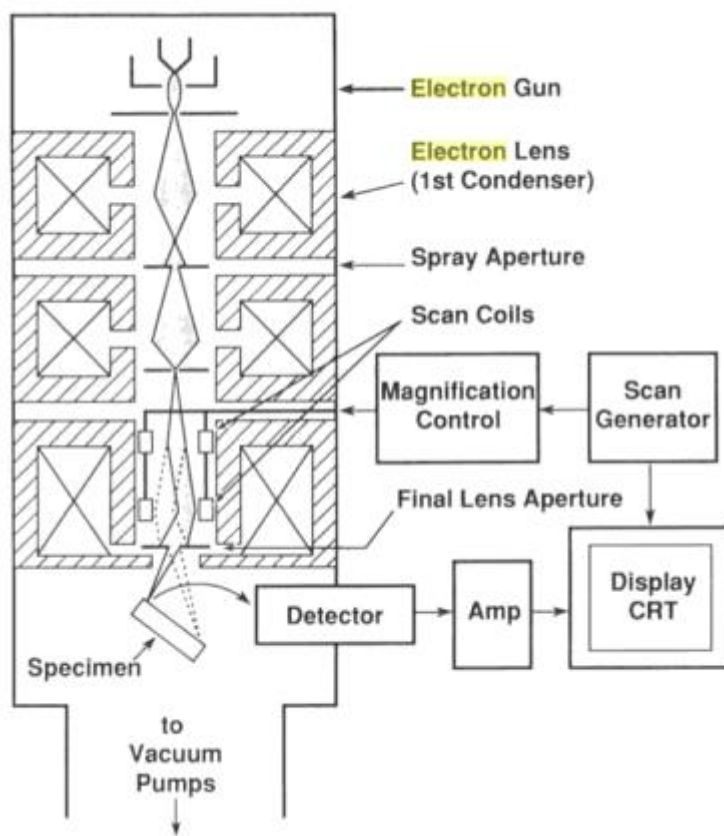 Electron Gun
Electron Lens
(1st Condenser)
Spray Aperture
Scan Coils
Magnification
Control
Scan
Generator
Final Lens Aperture
Display
CRT
Detector
Amp
Specimen
to
Vacuum
Pumps